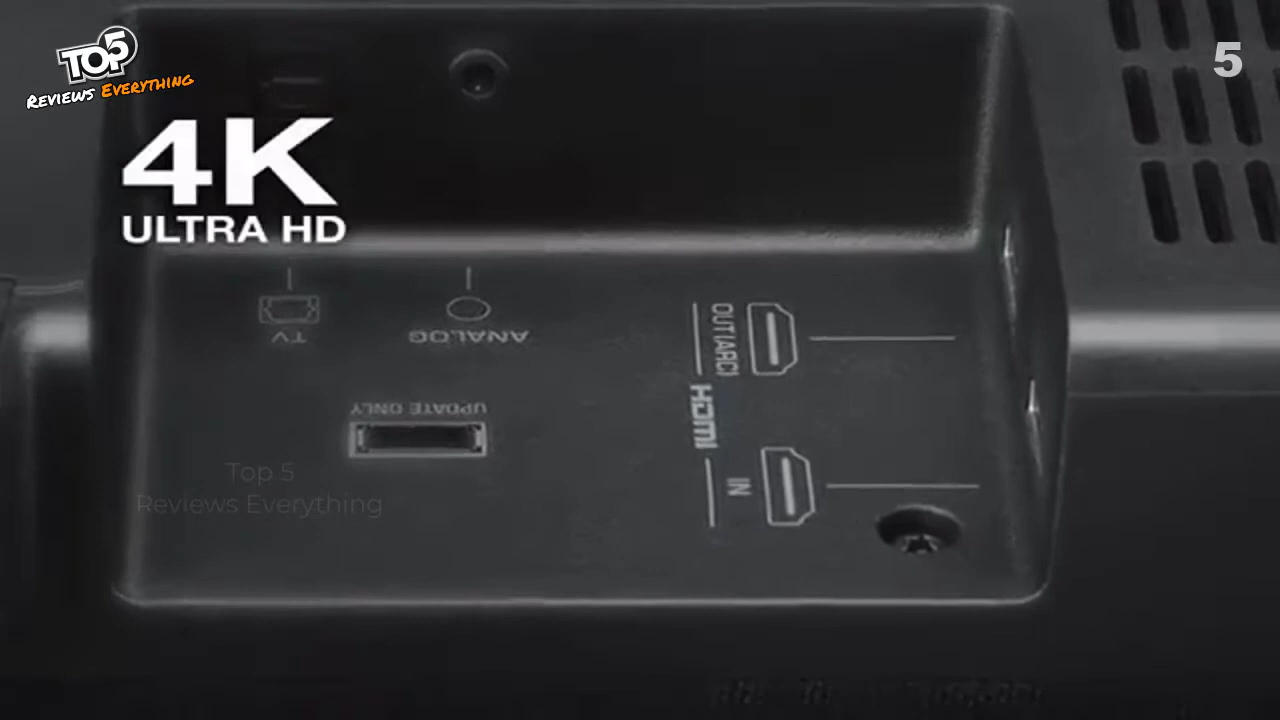 TOP5
REVIEWS EVERYTHING
5
4K
ULTRA HD
TV
ANALOG
OUT(ARC)
HDMI
IN
UPDATE ONLY
Top 5
Reviews Everything